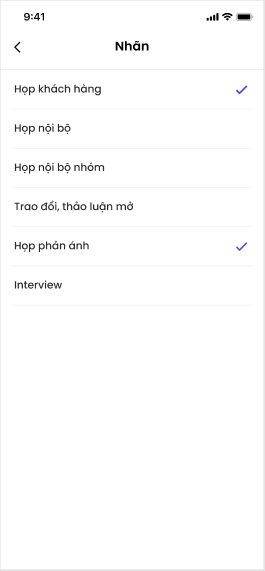 9:41
Nhãn
Họp khách hàng
Họp nội bộ
Họp nội bộ nhóm
Trao đổi, thảo luận mở
Họp phản ánh
Interview